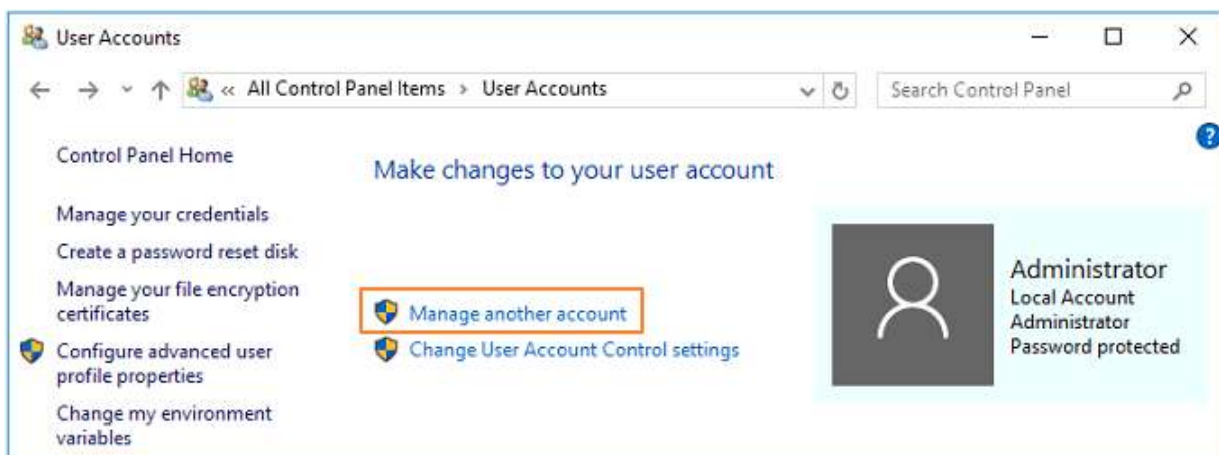 User Accounts
« All Control Panel Items > User Accounts
Search Control Panel
?
Control Panel Home
Manage your credentials
Create a password reset disk
Manage your file encryption
certificates
Configure advanced user
profile properties
Change my environment
variables
Make changes to your user account
Manage another account
Change User Account Control settings
Administrator
Local Account
Administrator
Password protected